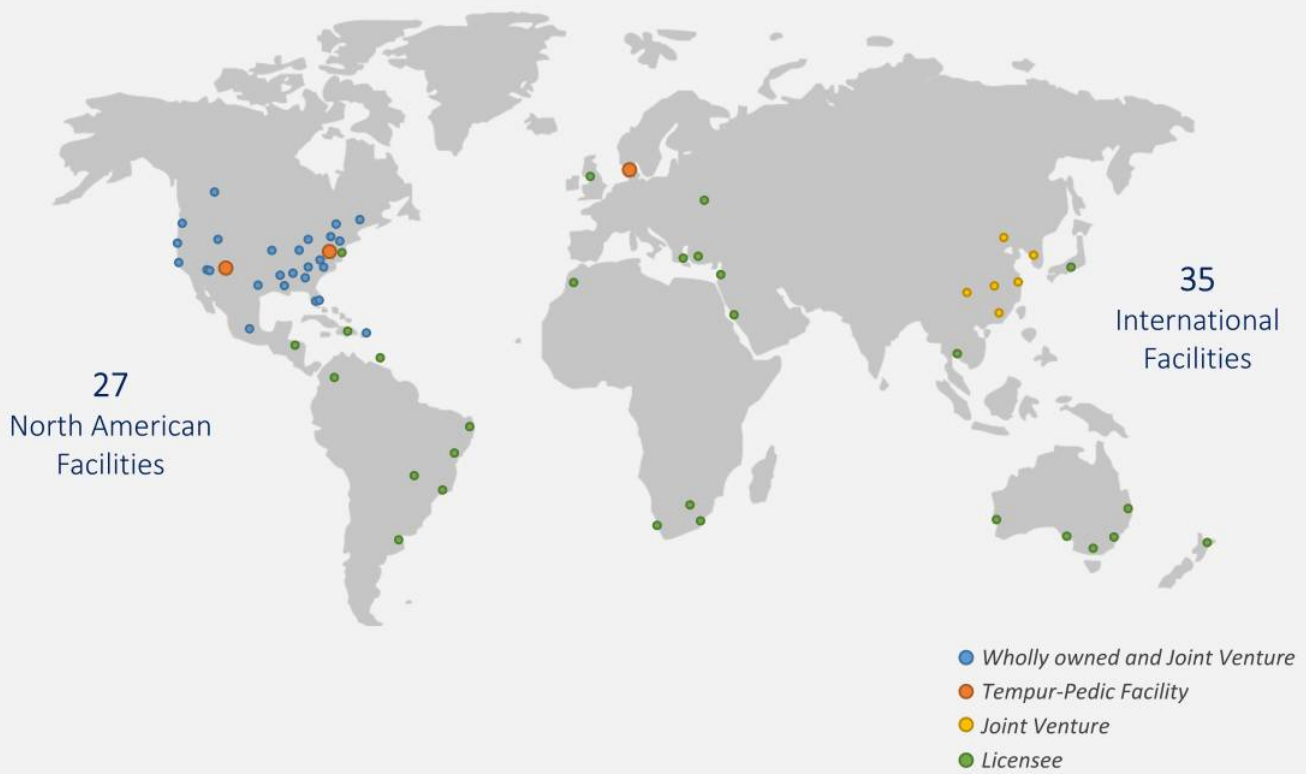 35
International
Facilities
27
North American
Facilities
Wholly owned and Joint Venture
Tempur-Pedic Facility
Joint Venture
Licensee